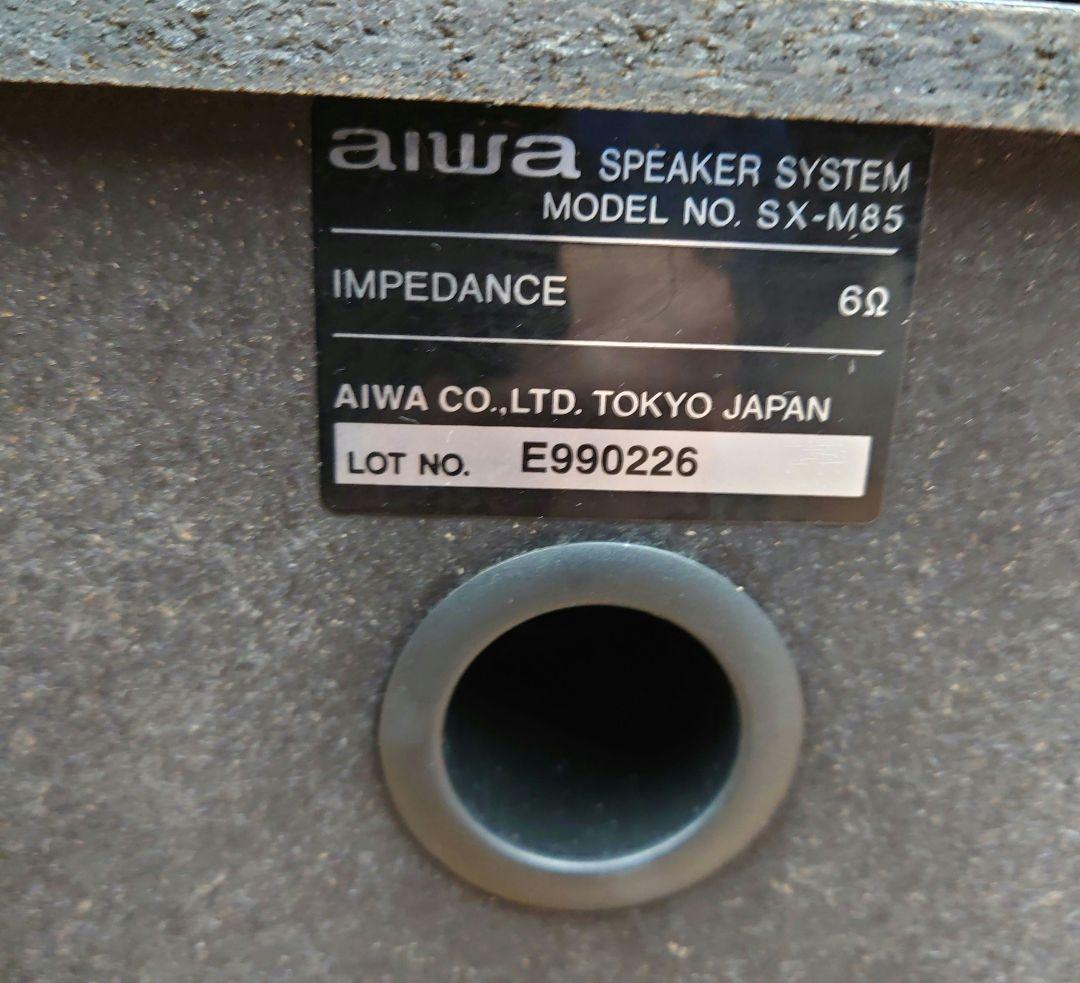 aiwa SPEAKER SYSTEM
MODEL NO. SX-M85
IMPEDANCE 6Ω
AIWA CO.,LTD. TOKYO JAPAN
LOT NO. E990226